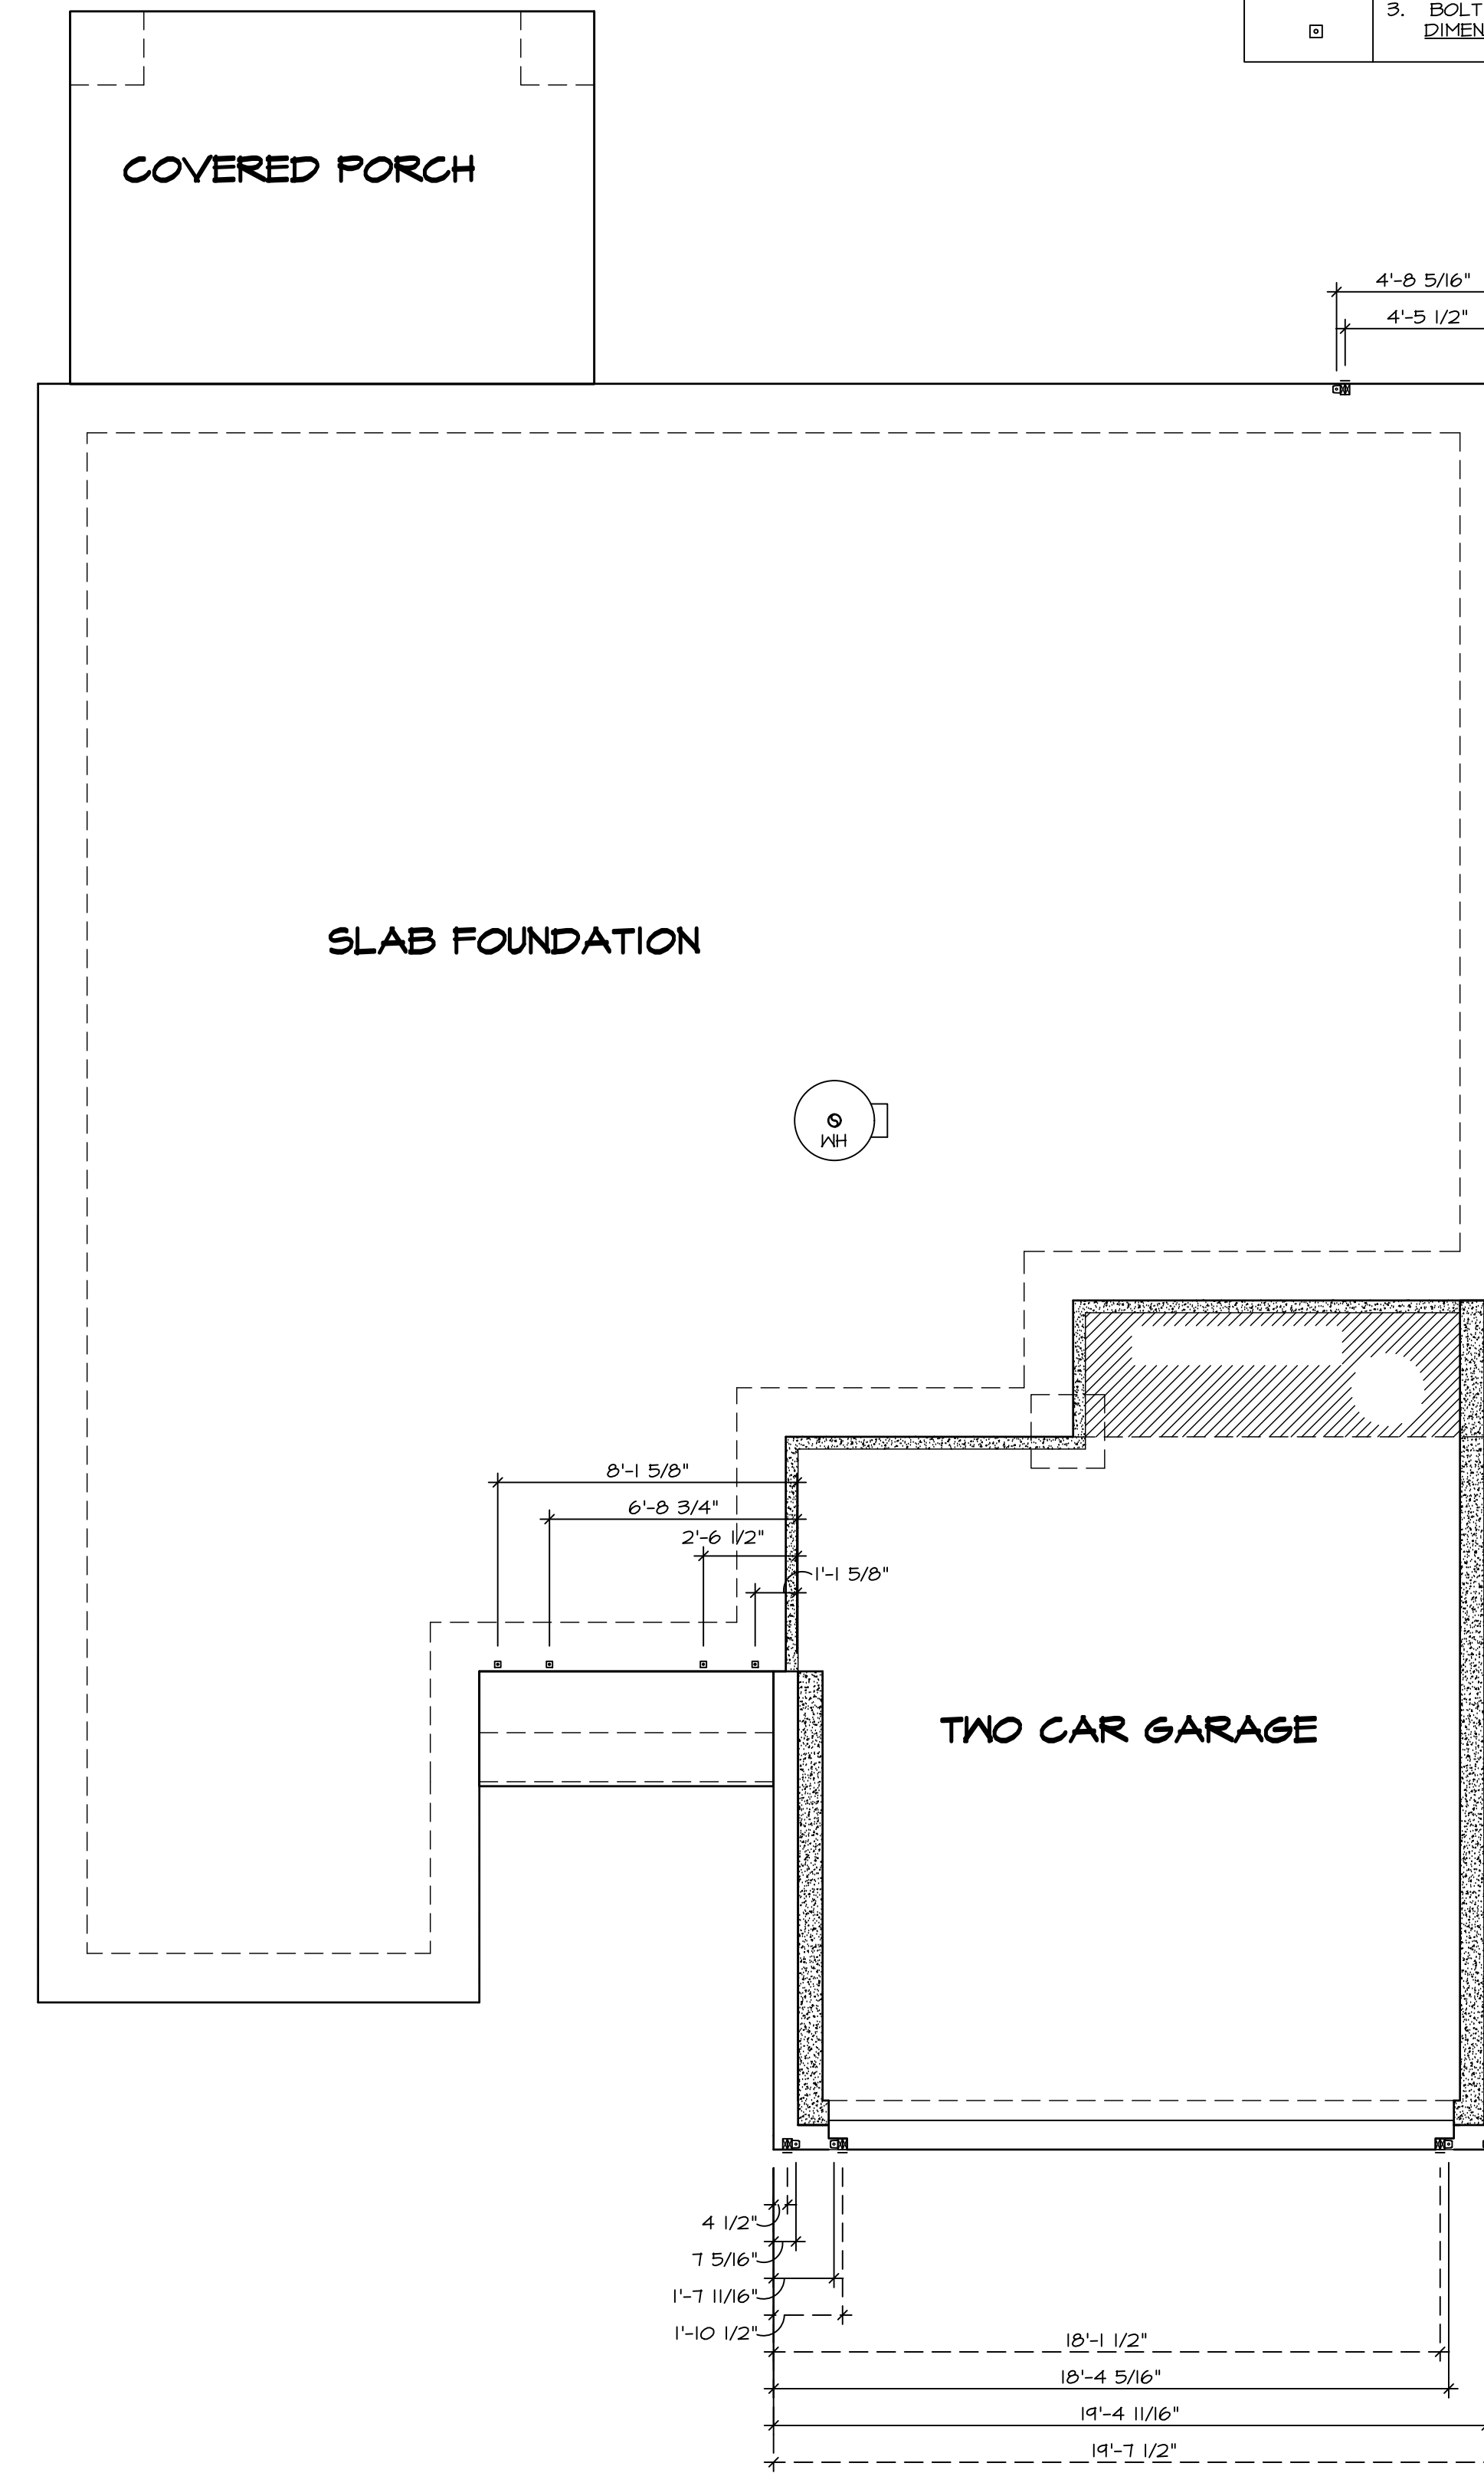 3. BOLT
DIMEN
COVERED PORCH
4'-8 5/16"
4'-5 1/2"
SLAB FOUNDATION
WH
8'-1 5/8"
6'-8 3/4"
2'-6 1/2"
1'-1 5/8"
TWO CAR GARAGE
4 1/2"
7 5/16"
1'-7 11/16"
1'-10 1/2"
18'-1 1/2"
18'-4 5/16"
19'-4 11/16"
19'-7 1/2"